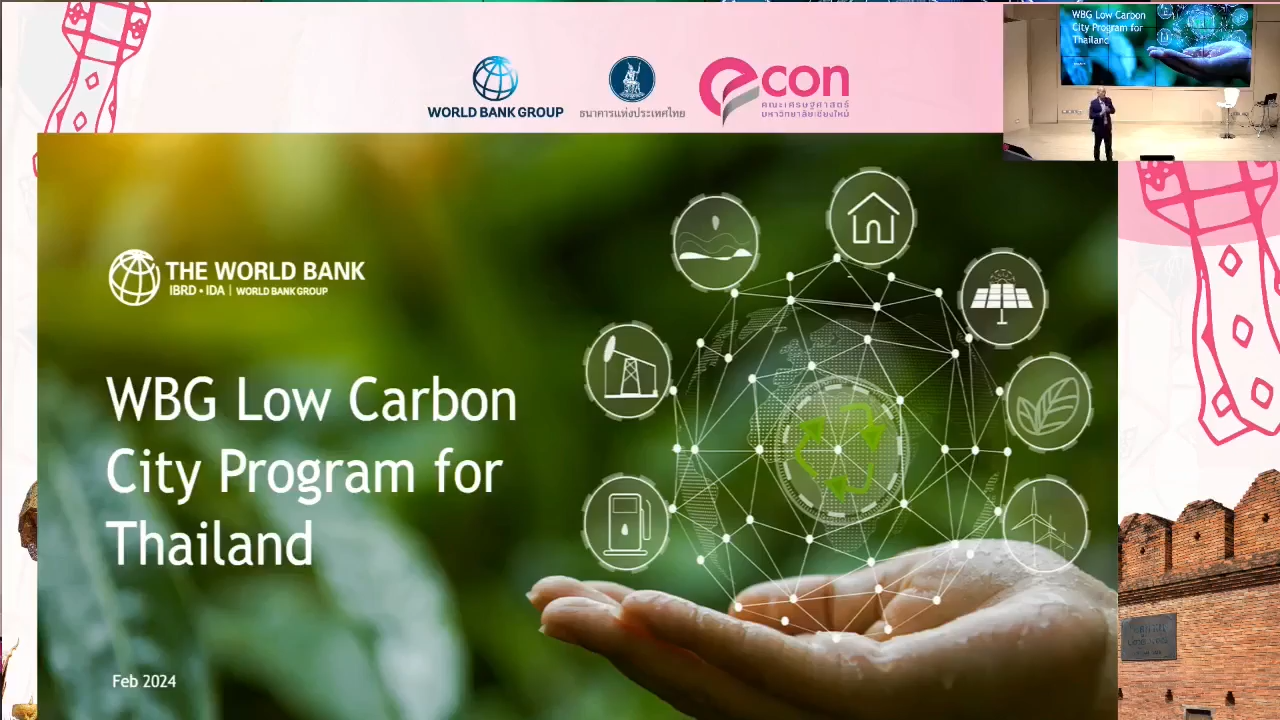 WORLD BANK GROUP
ธนาคารแห่งประเทศไทย
econ
คณะเศรษฐศาสตร์
มหาวิทยาลัยเชียงใหม่
WBG Low Carbon
City Program for
Thailand
THE WORLD BANK
IBRD • IDA | WORLD BANK GROUP
WBG Low Carbon
City Program for
Thailand
Feb 2024